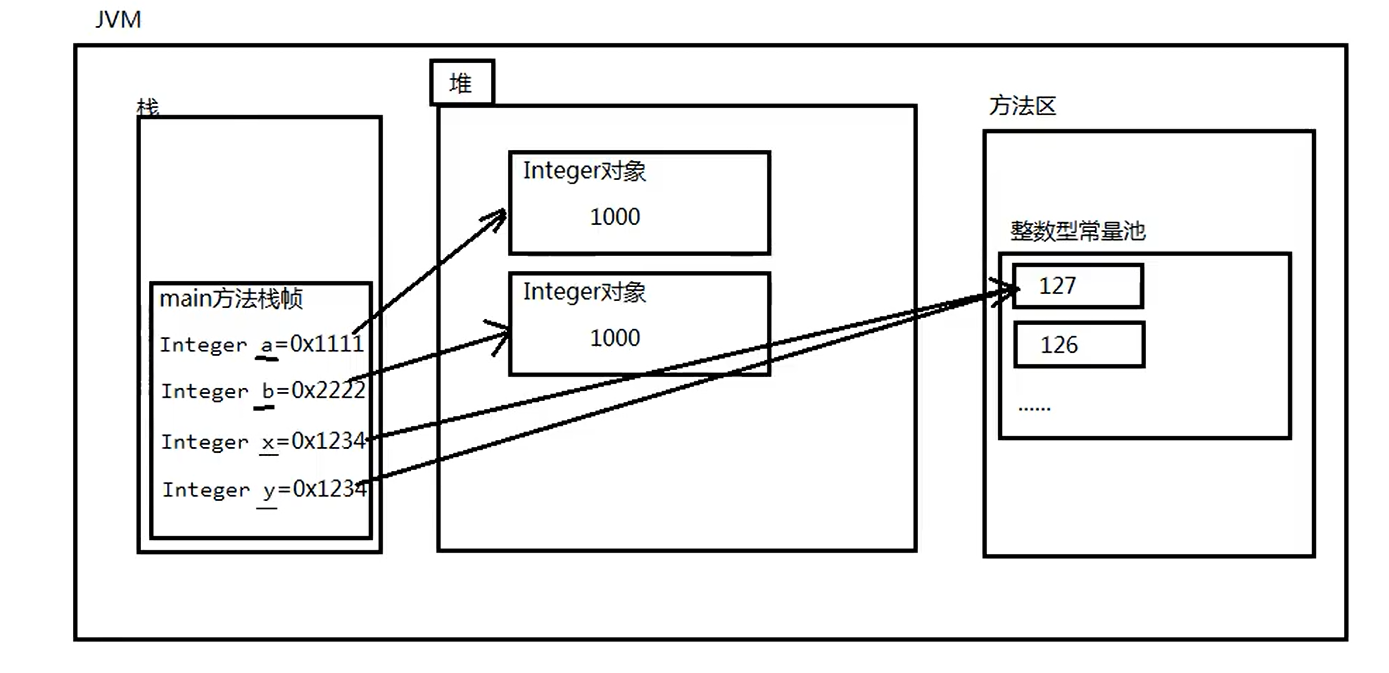 JVM
栈
main方法栈帧
Integer a=0x1111
Integer b=0x2222
Integer x=0x1234
Integer y=0x1234
堆
Integer对象
1000
Integer对象
1000
方法区
整数型常量池
127
126
......